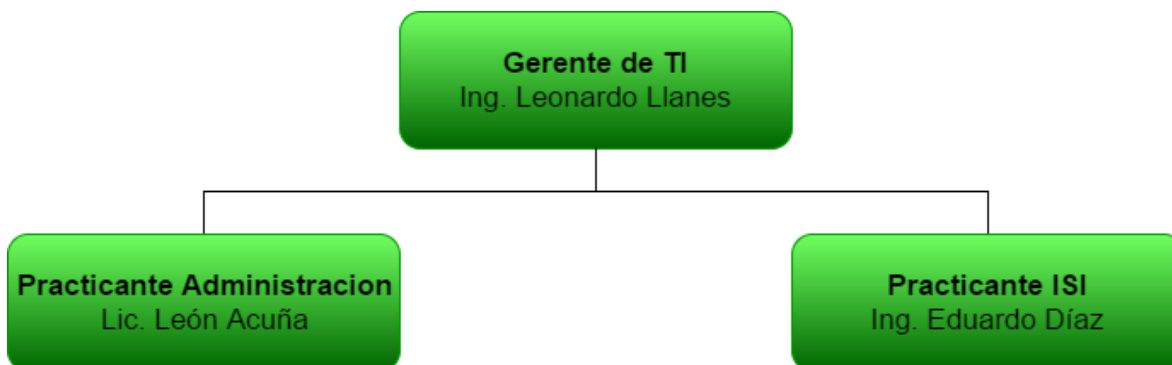 Gerente de TI
Ing. Leonardo Llanes
Practicante Administracion
Lic. León Acuña
Practicante ISI
Ing. Eduardo Díaz